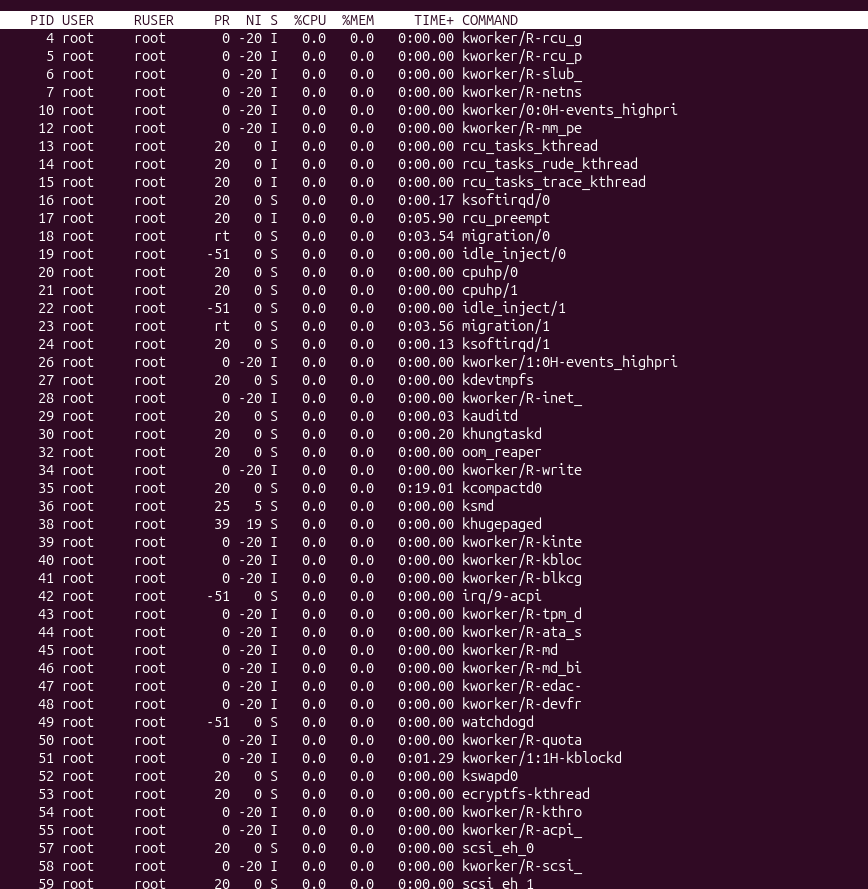 PID USER     RUSER     PR  NI S  %CPU  %MEM     TIME+ COMMAND
4 root     root       0 -20 I   0.0   0.0   0:00.00 kworker/R-rcu_g
5 root     root       0 -20 I   0.0   0.0   0:00.00 kworker/R-rcu_p
6 root     root       0 -20 I   0.0   0.0   0:00.00 kworker/R-slub_
7 root     root       0 -20 I   0.0   0.0   0:00.00 kworker/R-netns
10 root     root       0 -20 I   0.0   0.0   0:00.00 kworker/0:0H-events_highpri
12 root     root       0 -20 I   0.0   0.0   0:00.00 kworker/R-mm_pe
13 root     root      20   0 I   0.0   0.0   0:00.00 rcu_tasks_kthread
14 root     root      20   0 I   0.0   0.0   0:00.00 rcu_tasks_rude_kthread
15 root     root      20   0 I   0.0   0.0   0:00.00 rcu_tasks_trace_kthread
16 root     root      20   0 S   0.0   0.0   0:00.17 ksoftirqd/0
17 root     root      20   0 I   0.0   0.0   0:05.90 rcu_preempt
18 root     root      rt   0 S   0.0   0.0   0:03.54 migration/0
19 root     root     -51   0 S   0.0   0.0   0:00.00 idle_inject/0
20 root     root      20   0 S   0.0   0.0   0:00.00 cpuhp/0
21 root     root      20   0 S   0.0   0.0   0:00.00 cpuhp/1
22 root     root     -51   0 S   0.0   0.0   0:00.00 idle_inject/1
23 root     root      rt   0 S   0.0   0.0   0:03.56 migration/1
24 root     root      20   0 S   0.0   0.0   0:00.13 ksoftirqd/1
26 root     root       0 -20 I   0.0   0.0   0:00.00 kworker/1:0H-events_highpri
27 root     root      20   0 S   0.0   0.0   0:00.00 kdevtmpfs
28 root     root       0 -20 I   0.0   0.0   0:00.00 kworker/R-inet_
29 root     root      20   0 S   0.0   0.0   0:00.03 kauditd
30 root     root      20   0 S   0.0   0.0   0:00.20 khungtaskd
32 root     root      20   0 S   0.0   0.0   0:00.00 oom_reaper
34 root     root       0 -20 I   0.0   0.0   0:00.00 kworker/R-write
35 root     root      20   0 S   0.0   0.0   0:19.01 kcompactd0
36 root     root      25   5 S   0.0   0.0   0:00.00 ksmd
38 root     root      39  19 S   0.0   0.0   0:00.00 khugepaged
39 root     root       0 -20 I   0.0   0.0   0:00.00 kworker/R-kinte
40 root     root       0 -20 I   0.0   0.0   0:00.00 kworker/R-kbloc
41 root     root       0 -20 I   0.0   0.0   0:00.00 kworker/R-blkcg
42 root     root     -51   0 S   0.0   0.0   0:00.00 irq/9-acpi
43 root     root       0 -20 I   0.0   0.0   0:00.00 kworker/R-tpm_d
44 root     root       0 -20 I   0.0   0.0   0:00.00 kworker/R-ata_s
45 root     root       0 -20 I   0.0   0.0   0:00.00 kworker/R-md
46 root     root       0 -20 I   0.0   0.0   0:00.00 kworker/R-md_bi
47 root     root       0 -20 I   0.0   0.0   0:00.00 kworker/R-edac-
48 root     root       0 -20 I   0.0   0.0   0:00.00 kworker/R-devfr
49 root     root     -51   0 S   0.0   0.0   0:00.00 watchdogd
50 root     root       0 -20 I   0.0   0.0   0:00.00 kworker/R-quota
51 root     root       0 -20 I   0.0   0.0   0:01.29 kworker/1:1H-kblockd
52 root     root      20   0 S   0.0   0.0   0:00.00 kswapd0
53 root     root      20   0 S   0.0   0.0   0:00.00 ecryptfs-kthread
54 root     root       0 -20 I   0.0   0.0   0:00.00 kworker/R-kthro
55 root     root       0 -20 I   0.0   0.0   0:00.00 kworker/R-acpi_
57 root     root      20   0 S   0.0   0.0   0:00.00 scsi_eh_0
58 root     root       0 -20 I   0.0   0.0   0:00.00 kworker/R-scsi_
59 root     root      20   0 S   0.0   0.0   0:00.00 scsi_eh_1